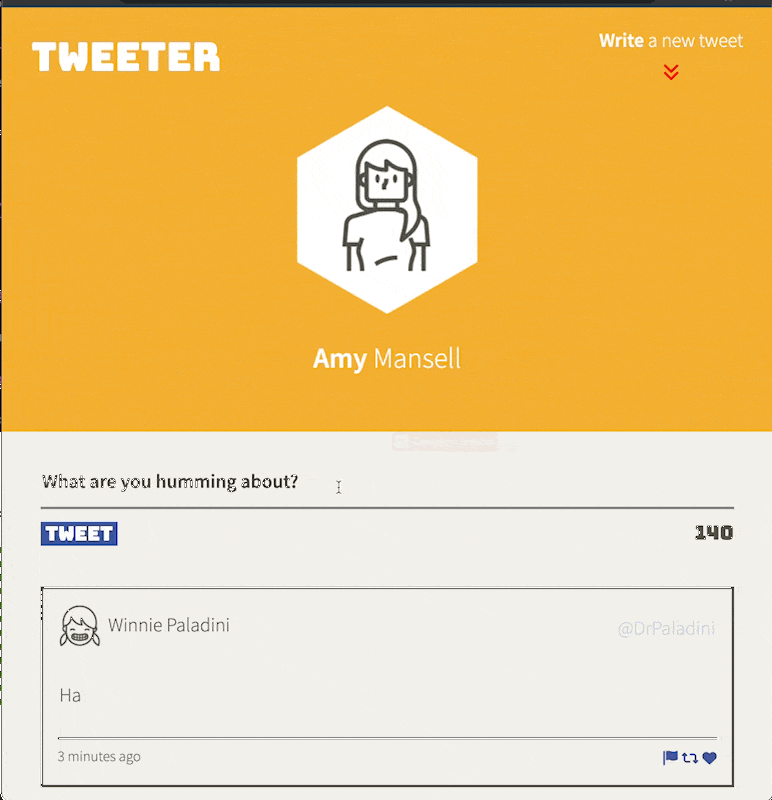 TWEETER
Write a new tweet
Amy Mansell
What are you humming about?
TWEET
140
Winnie Paladini
@DrPaladini
Ha
3 minutes ago